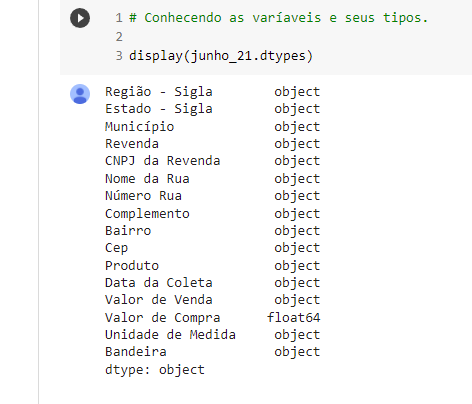 1 # Conhecendo as varíaveis e seus tipos.
2
3 display(junho_21.dtypes)
Região - Sigla object
Estado - Sigla object
Município object
Revenda object
CNPJ da Revenda object
Nome da Rua object
Número Rua object
Complemento object
Bairro object
Cep object
Produto object
Data da Coleta object
Valor de Venda object
Valor de Compra float64
Unidade de Medida object
Bandeira object
dtype: object